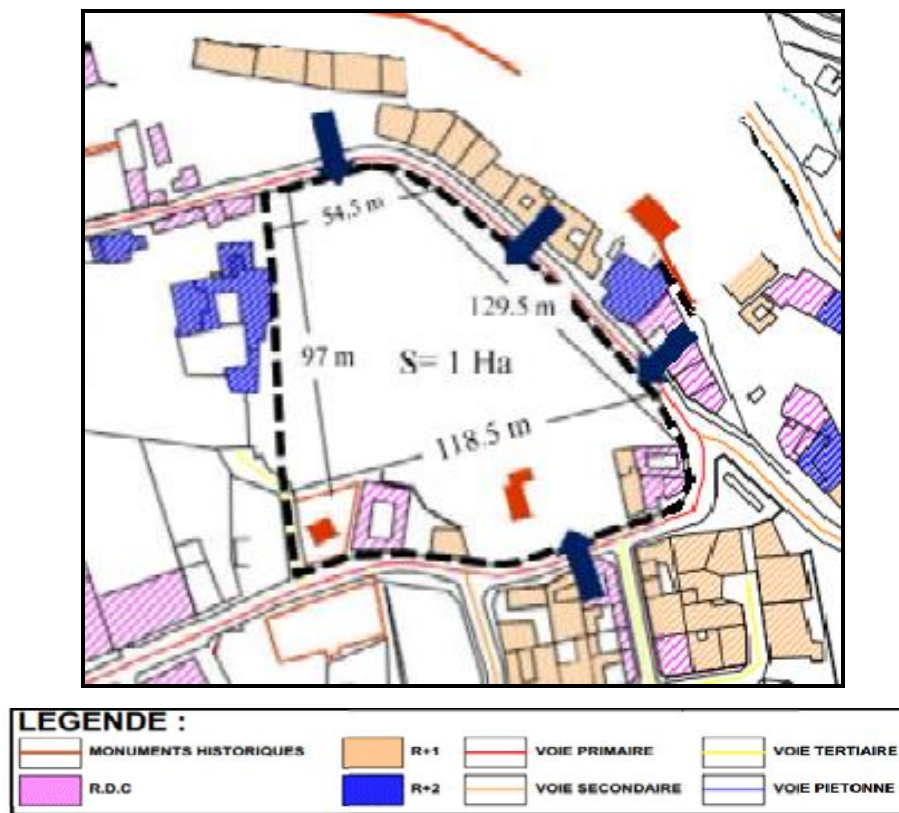 54.5 m
129.5 m
97 m
S= 1 Ha
118.5 m
LEGENDE :
MONUMENTS HISTORIQUES
R+1
VOIE PRIMAIRE
VOIE TERTIAIRE
R.D.C
R+2
VOIE SECONDAIRE
VOIE PIETONNE